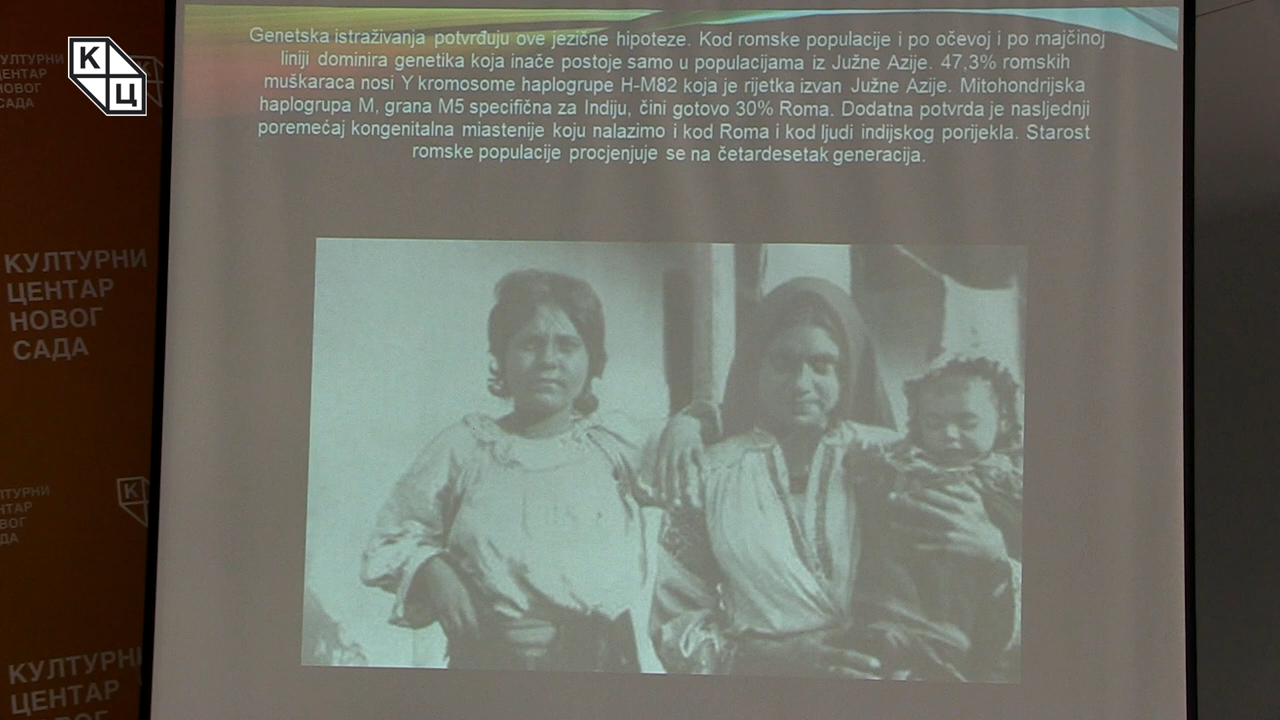 Genetska istraživanja potvrđuju ove jezične hipoteze. Kod romske populacije i po očevoj i po majčinoj
liniji dominira genetika koja inače postoje samo u populacijama iz Južne Azije. 47,3% romskih
muškaraca nosi Y kromosome haplogrupe H-M82 koja je rijetka izvan Južne Azije. Mitohondrijska
haplogrupa M, grana M5 specifična za Indiju, čini gotovo 30% Roma. Dodatna potvrda je nasljednji
poremećaj kongenitalna miastenije koju nalazimo i kod Roma i kod ljudi indijskog porijekla. Starost
romske populacije procjenjuje se na četardesetak generacija.
К
Ц
КУЛТУРНИ
ЦЕНТАР
НОВОГ
САДА
К
КУЛТУРНИ
ЦЕНТАР